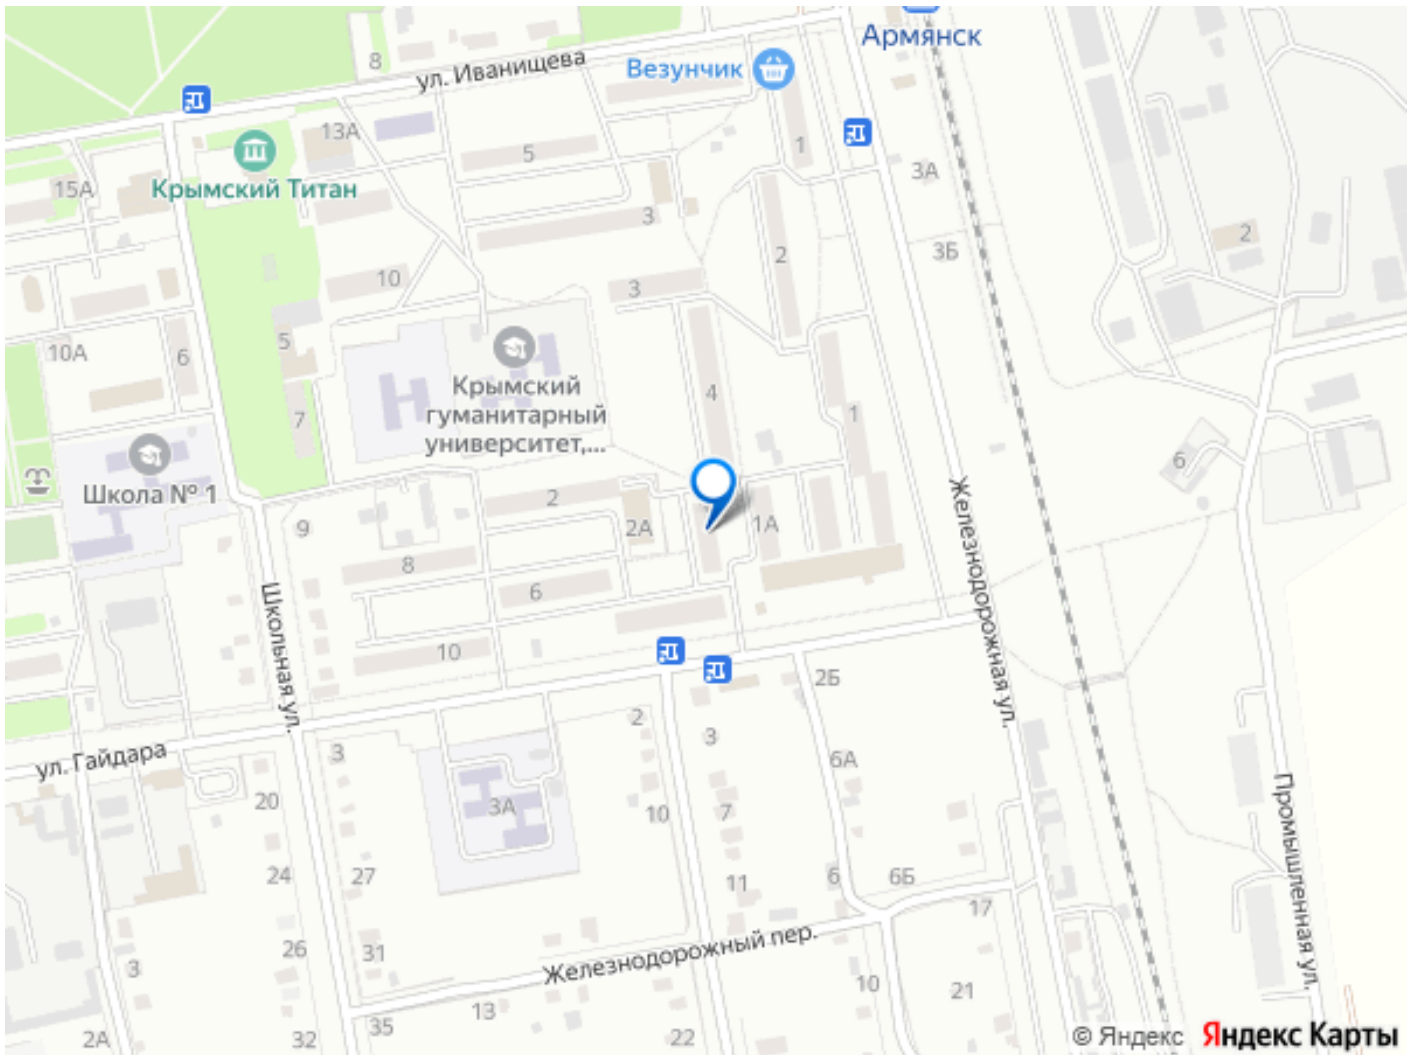 Армянск
8
ул. Иванищева
Везунчик
13А
5
1
15А
Крымский Титан
3А
3
2
2
3Б
10
3
5
10А
6
Крымский
гуманитарный
университет,...
4
7
1
Школа № 1
6
9
2
2А
1А
8
6
Железнодорожная ул.
Школьная ул.
10
2Б
ул. Гайдара
3
2
3
6А
20
3А
10
7
Промышленная ул.
24
27
11
6
6Б
17
26
31
Железнодорожный пер.
3
13
10
21
2А
32
35
22
© Яндекс Яндекс Карты